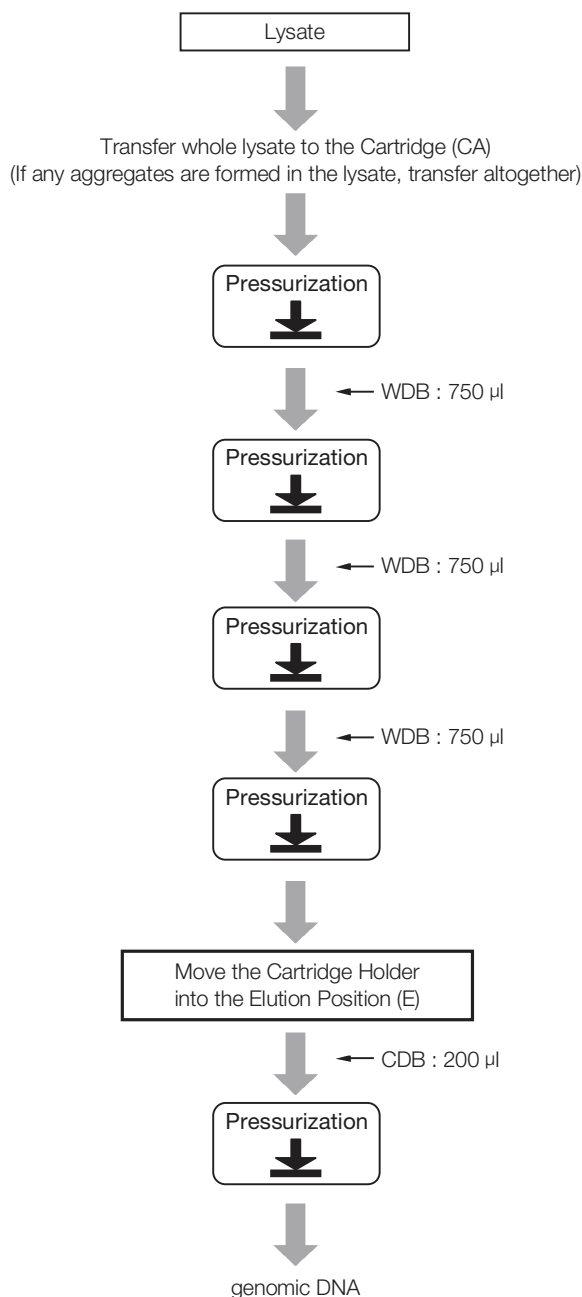 Lysate
Transfer whole lysate to the Cartridge (CA)
(If any aggregates are formed in the lysate, transfer altogether)
Pressurization
WDB : 750 µl
Pressurization
WDB : 750 µl
Pressurization
WDB : 750 µl
Pressurization
Move the Cartridge Holder
into the Elution Position (E)
CDB : 200 µl
Pressurization
genomic DNA